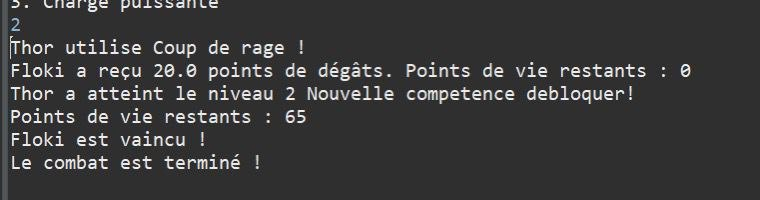 3. Charge puissante
2
Thor utilise Coup de rage !
Floki a reçu 20.0 points de dégâts. Points de vie restants : 0
Thor a atteint le niveau 2 Nouvelle competence debloquer!
Points de vie restants : 65
Floki est vaincu !
Le combat est terminé !